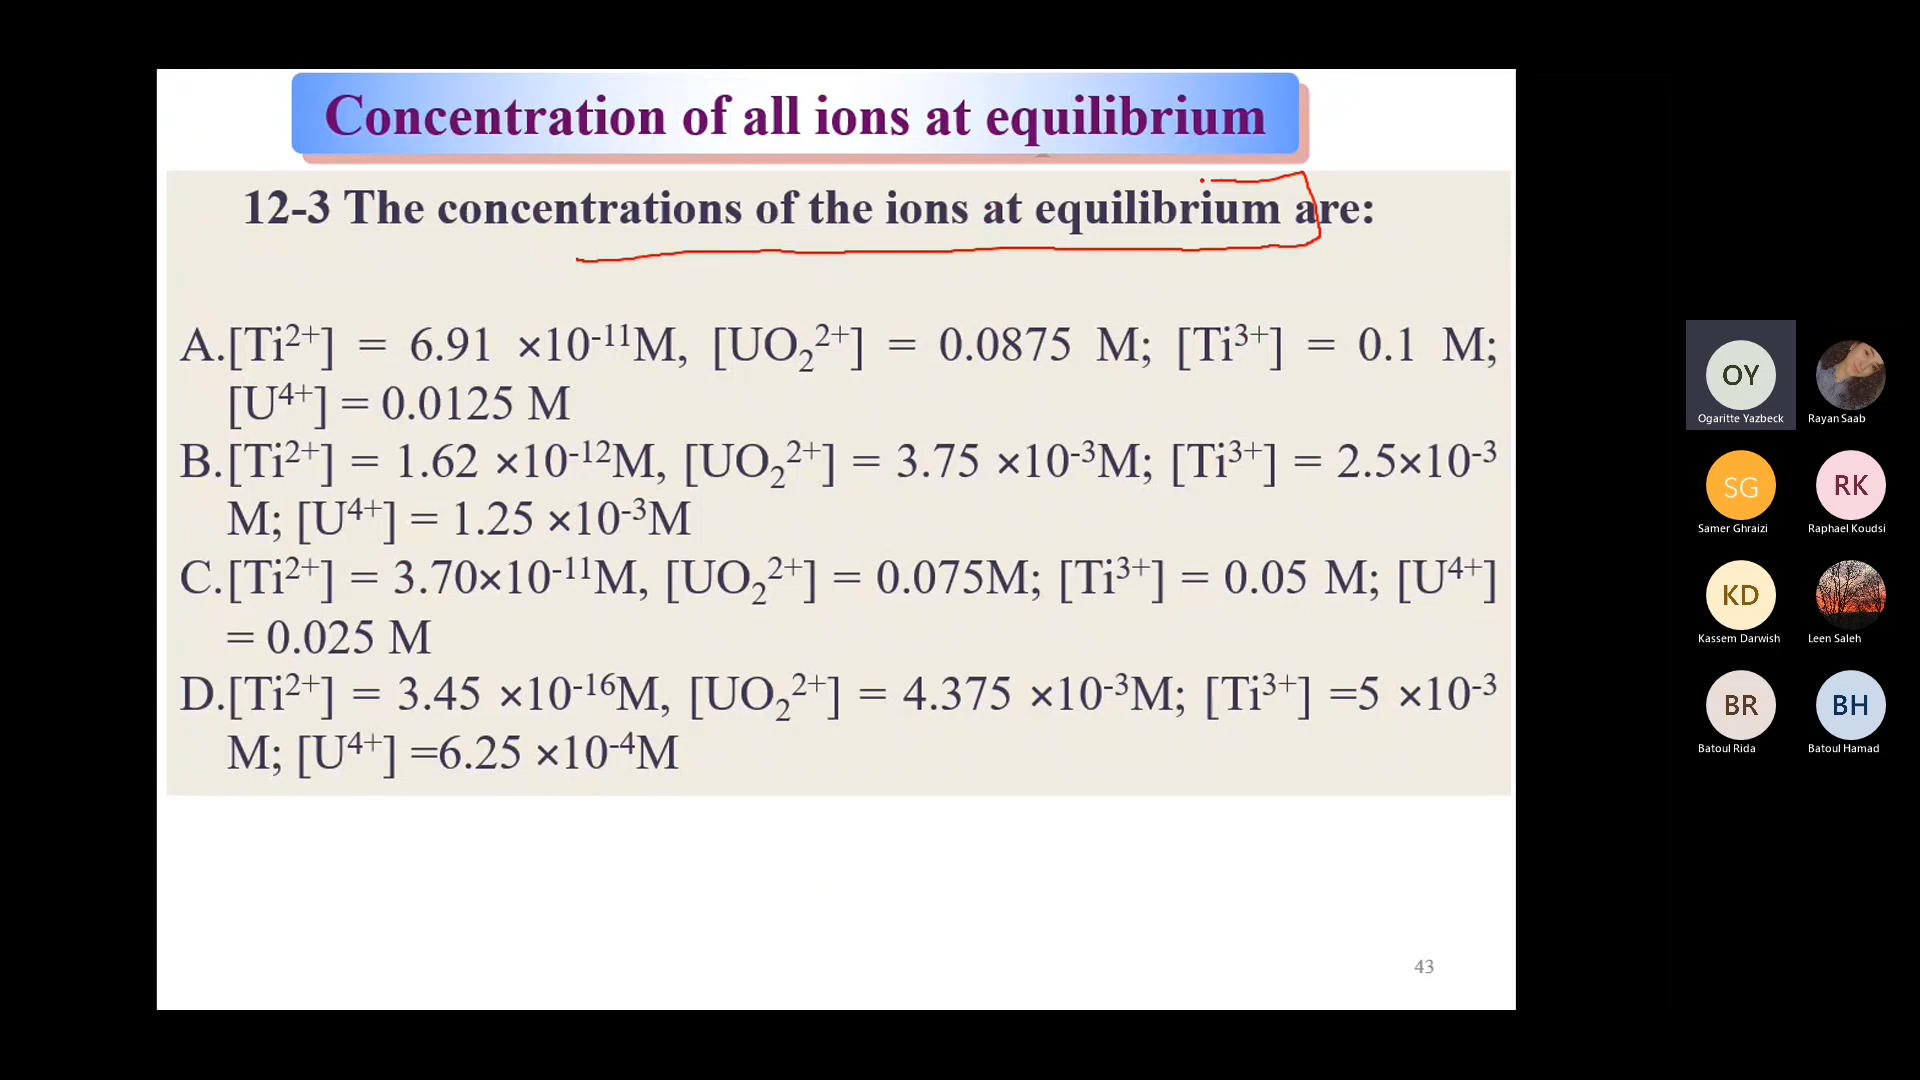 Concentration of all ions at equilibrium
12-3 The concentrations of the ions at equilibrium are:
A.[Ti²⁺] = 6.91 ×10⁻¹¹M, [UO₂²⁺] = 0.0875 M; [Ti³⁺] = 0.1 M;
[U⁴⁺] = 0.0125 M
B.[Ti²⁺] = 1.62 ×10⁻¹²M, [UO₂²⁺] = 3.75 ×10⁻³M; [Ti³⁺] = 2.5×10⁻³
M; [U⁴⁺] = 1.25 ×10⁻³M
C.[Ti²⁺] = 3.70×10⁻¹¹M, [UO₂²⁺] = 0.075M; [Ti³⁺] = 0.05 M; [U⁴⁺]
= 0.025 M
D.[Ti²⁺] = 3.45 ×10⁻¹⁶M, [UO₂²⁺] = 4.375 ×10⁻³M; [Ti³⁺] =5 ×10⁻³
M; [U⁴⁺] =6.25 ×10⁻⁴M
43
OY
Ogaritte Yazbeck
Rayan Saab
SG
Samer Ghraizi
RK
Raphael Koudsi
KD
Kassem Darwish
Leen Saleh
BR
Batoul Rida
BH
Batoul Hamad